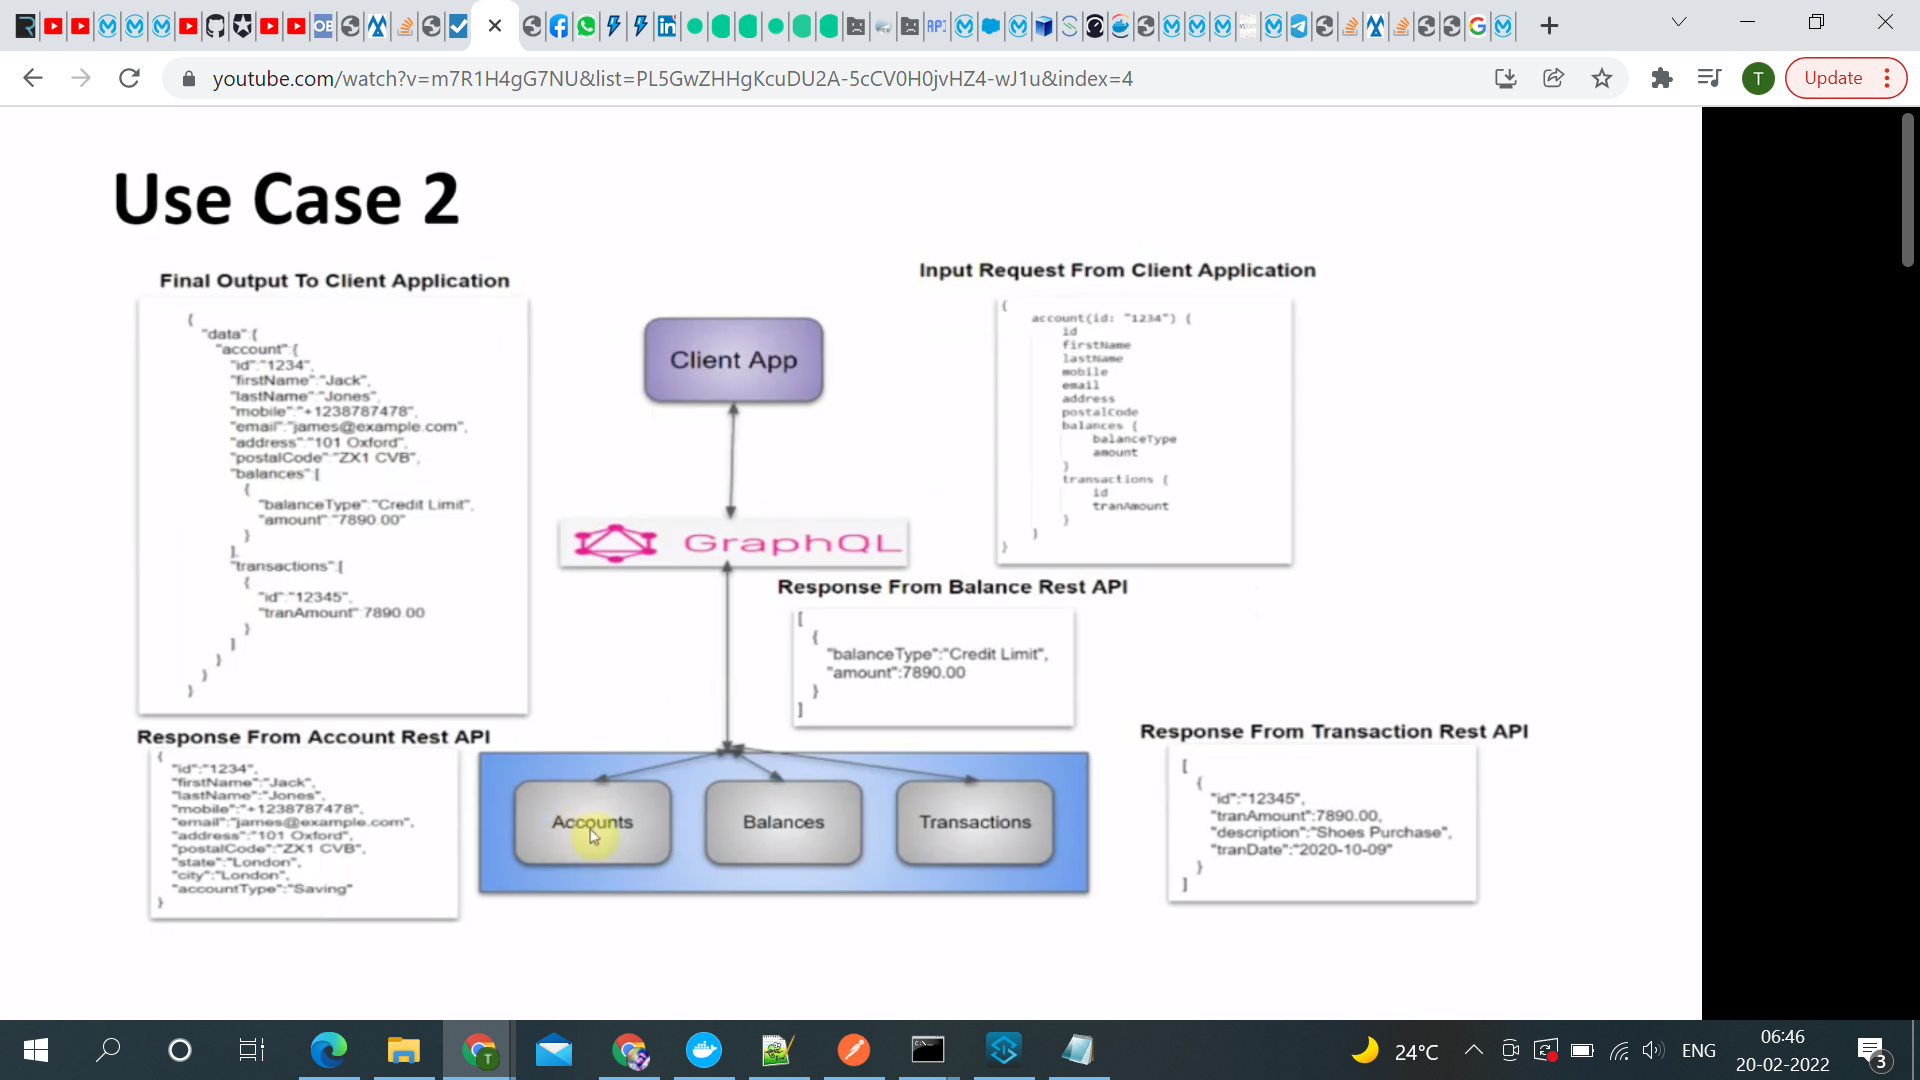 youtube.com/watch?v=m7R1H4gG7NU&list=PL5GwZHHgKcuDU2A-5cCV0H0jvHZ4-wJ1u&index=4
T
Update
Use Case 2
Final Output To Client Application
{
"data":{
"account":{
"id":"1234",
"firstName":"Jack",
"lastName":"Jones",
"mobile":"+1238787478",
"email":"james@example.com",
"address":"101 Oxford",
"postalCode":"ZX1 CVB",
"balances":[
{
"balanceType":"Credit Limit",
"amount":"7890.00"
}
],
"transactions":[
{
"id":"12345",
"tranAmount":7890.00
}
]
}
}
}
Client App
GraphQL
Input Request From Client Application
{
account(id: "1234") {
id
firstName
lastName
mobile
email
address
postalCode
balances {
balanceType
amount
}
transactions {
id
tranAmount
}
}
}
Response From Balance Rest API
[
{
"balanceType":"Credit Limit",
"amount":7890.00
}
]
Response From Account Rest API
{
"id":"1234",
"firstName":"Jack",
"lastName":"Jones",
"mobile":"+1238787478",
"email":"james@example.com",
"address":"101 Oxford",
"postalCode":"ZX1 CVB",
"state":"London",
"city":"London",
"accountType":"Saving"
}
Accounts
Balances
Transactions
Response From Transaction Rest API
[
{
"id":"12345",
"tranAmount":7890.00,
"description":"Shoes Purchase",
"tranDate":"2020-10-09"
}
]
24°C
ENG
06:46
20-02-2022
3